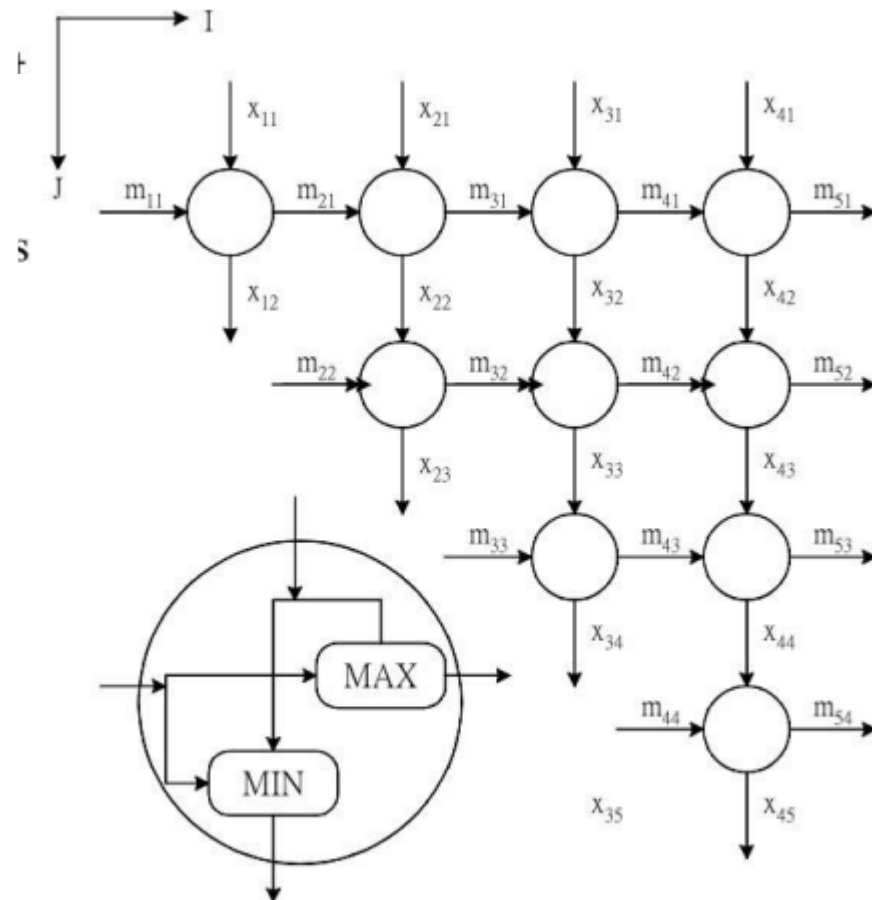 I
+
x₁₁ x₂₁ x₃₁ x₄₁
J
m₁₁ m₂₁ m₃₁ m₄₁ m₅₁
s
x₁₂ x₂₂ x₃₂ x₄₂
m₂₂ m₃₂ m₄₂ m₅₂
x₂₃ x₃₃ x₄₃
m₃₃ m₄₃ m₅₃
x₃₄ x₄₄
MAX
m₄₄ m₅₄
MIN
x₃₅ x₄₅